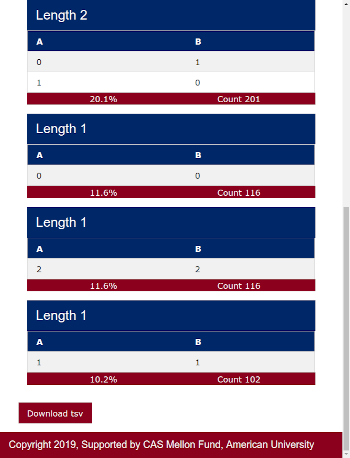 Length 2
A B
0 1
1 0
20.1% Count 201
Length 1
A B
0 0
11.6% Count 116
Length 1
A B
2 2
11.6% Count 116
Length 1
A B
1 1
10.2% Count 102
Download tsv
Copyright 2019, Supported by CAS Mellon Fund, American University